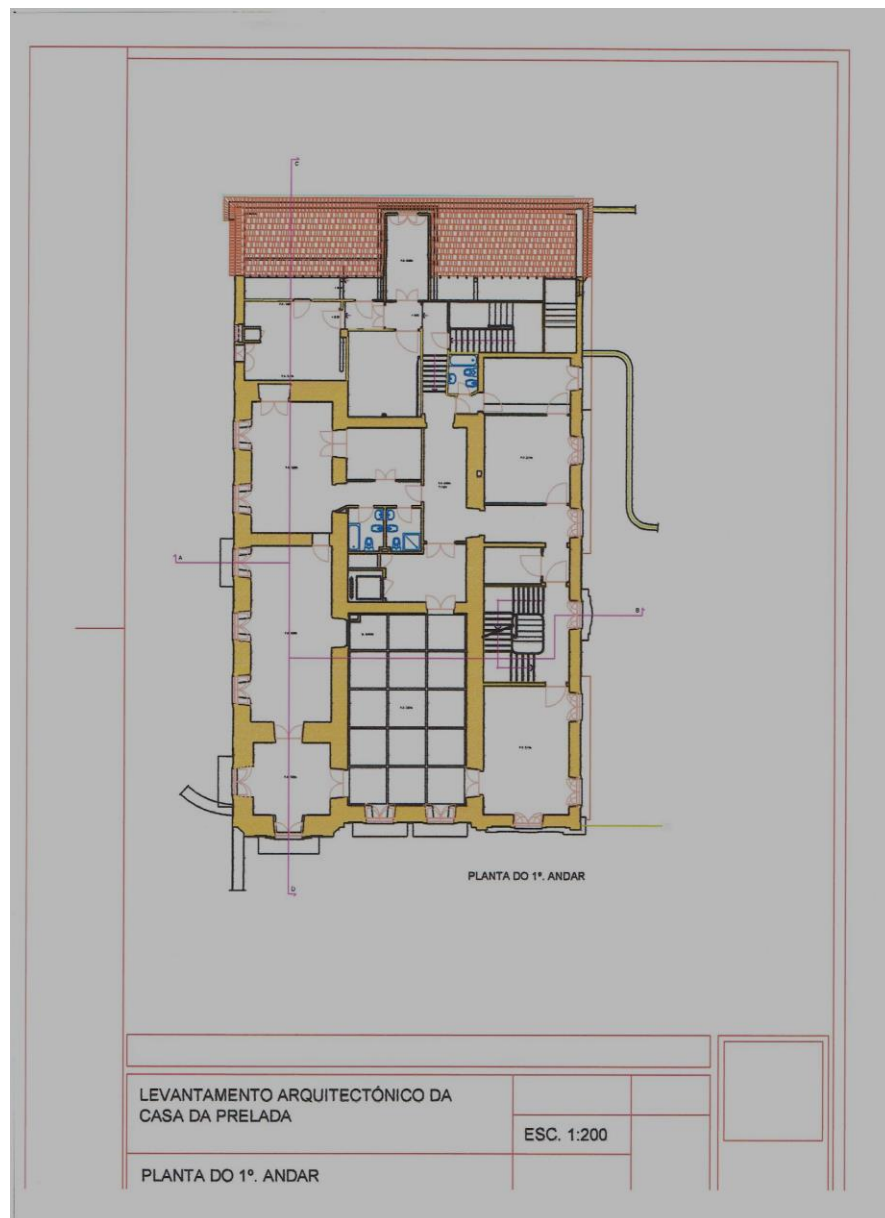 C
A
B
D
PLANTA DO 1º. ANDAR
LEVANTAMENTO ARQUITECTÓNICO DA
CASA DA PRELADA
ESC. 1:200
PLANTA DO 1º. ANDAR